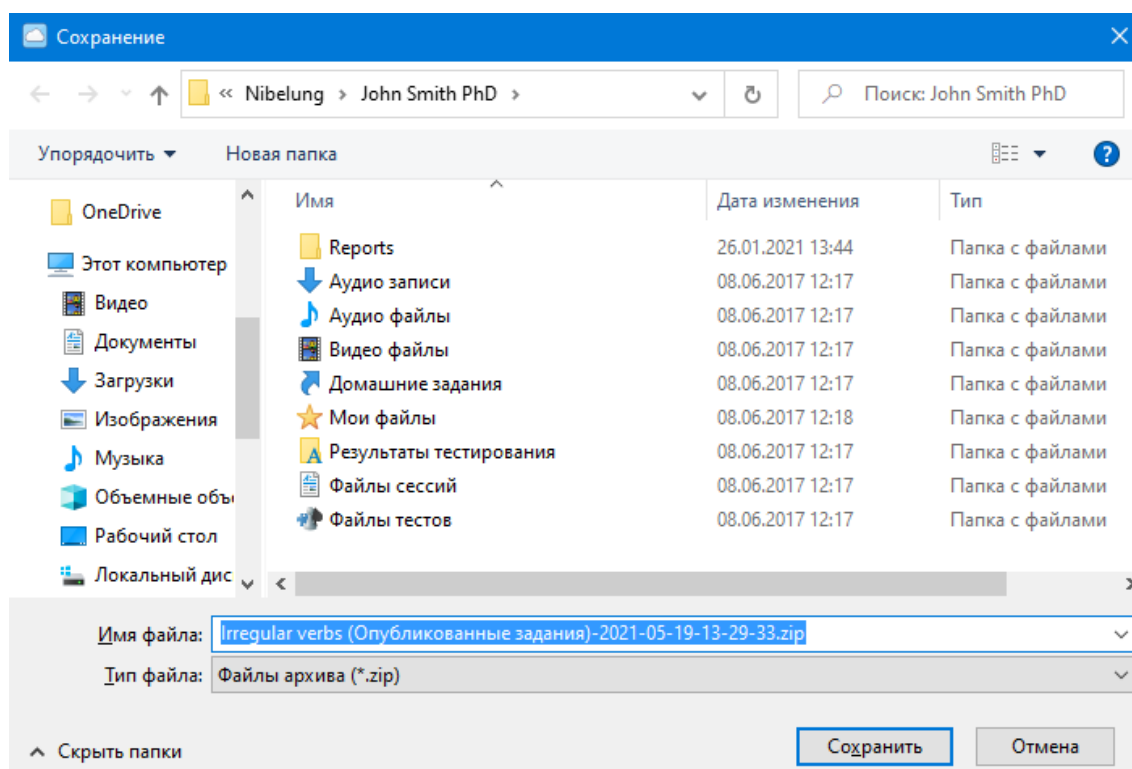 Сохранение
« Nibelung › John Smith PhD ›
Поиск: John Smith PhD
Упорядочить
Новая папка
OneDrive
Этот компьютер
Видео
Документы
Загрузки
Изображения
Музыка
Объемные объ
Рабочий стол
Локальный дис
Имя Дата изменения Тип
Reports 26.01.2021 13:44 Папка с файлами
Аудио записи 08.06.2017 12:17 Папка с файлами
Аудио файлы 08.06.2017 12:17 Папка с файлами
Видео файлы 08.06.2017 12:17 Папка с файлами
Домашние задания 08.06.2017 12:17 Папка с файлами
Мои файлы 08.06.2017 12:18 Папка с файлами
Результаты тестирования 08.06.2017 12:17 Папка с файлами
Файлы сессий 08.06.2017 12:17 Папка с файлами
Файлы тестов 08.06.2017 12:17 Папка с файлами
Имя файла: Irregular verbs (Опубликованные задания)-2021-05-19-13-29-33.zip
Тип файла: Файлы архива (*.zip)
Скрыть папки
Сохранить
Отмена